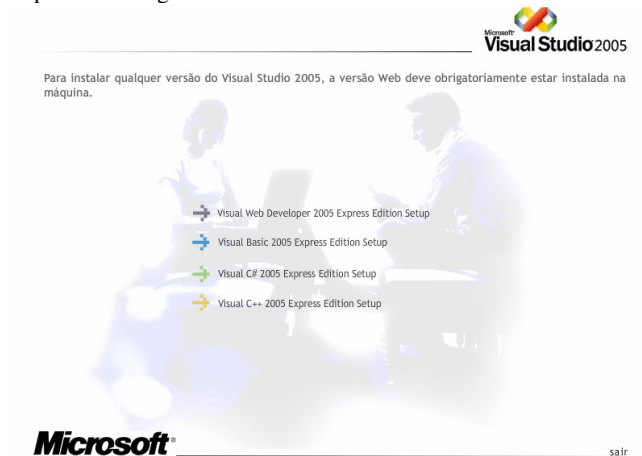 Microsoft
Visual Studio 2005
Para instalar qualquer versão do Visual Studio 2005, a versão Web deve obrigatoriamente estar instalada na
máquina.
Visual Web Developer 2005 Express Edition Setup
Visual Basic 2005 Express Edition Setup
Visual C# 2005 Express Edition Setup
Visual C++ 2005 Express Edition Setup
Microsoft
sair